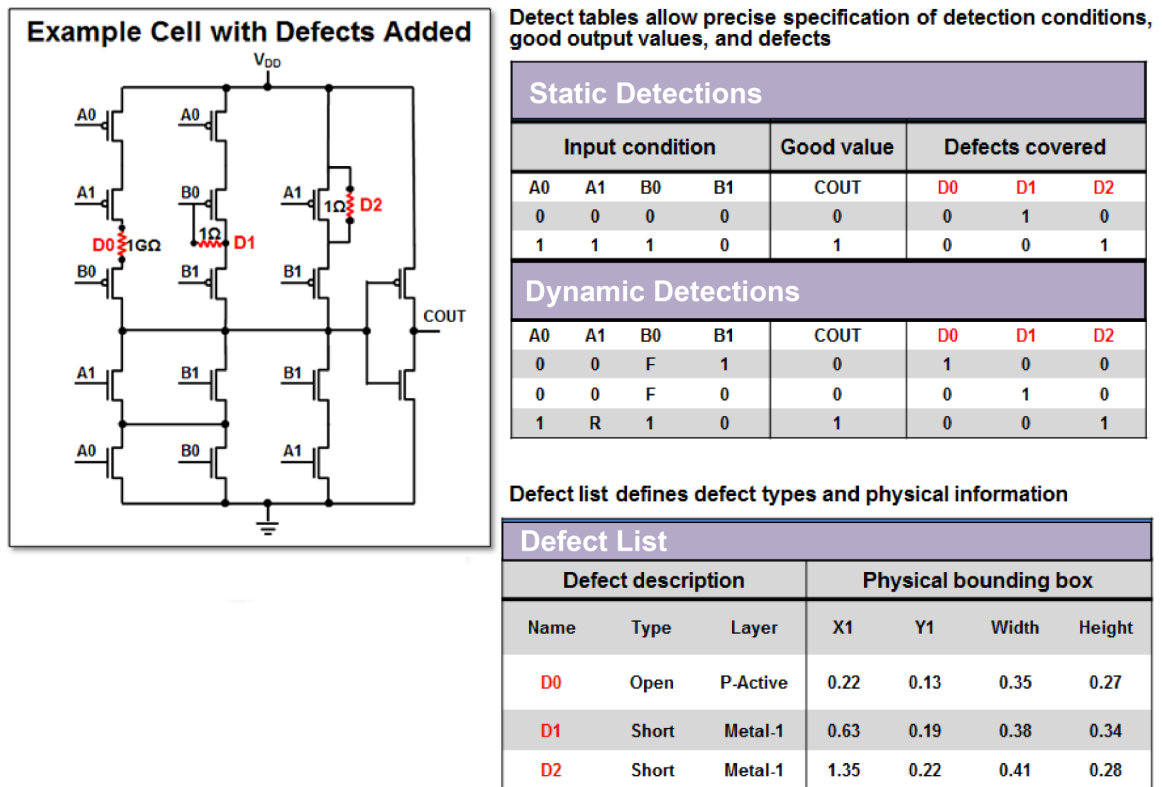 Example Cell with Defects Added
VDD
A0
A0
A1
B0
A1
1Ω
D2
1Ω
D0
1GΩ
D1
B0
B1
B1
COUT
A1
B1
B1
A0
B0
A1
Detect tables allow precise specification of detection conditions,
good output values, and defects
Static Detections
Input condition Good value Defects covered
A0 A1 B0 B1 COUT D0 D1 D2
0 0 0 0 0 0 1 0
1 1 1 0 1 0 0 1
Dynamic Detections
A0 A1 B0 B1 COUT D0 D1 D2
0 0 F 1 0 1 0 0
0 0 F 0 0 0 1 0
1 R 1 0 1 0 0 1
Defect list defines defect types and physical information
Defect List
Defect description Physical bounding box
Name Type Layer X1 Y1 Width Height
D0 Open P-Active 0.22 0.13 0.35 0.27
D1 Short Metal-1 0.63 0.19 0.38 0.34
D2 Short Metal-1 1.35 0.22 0.41 0.28